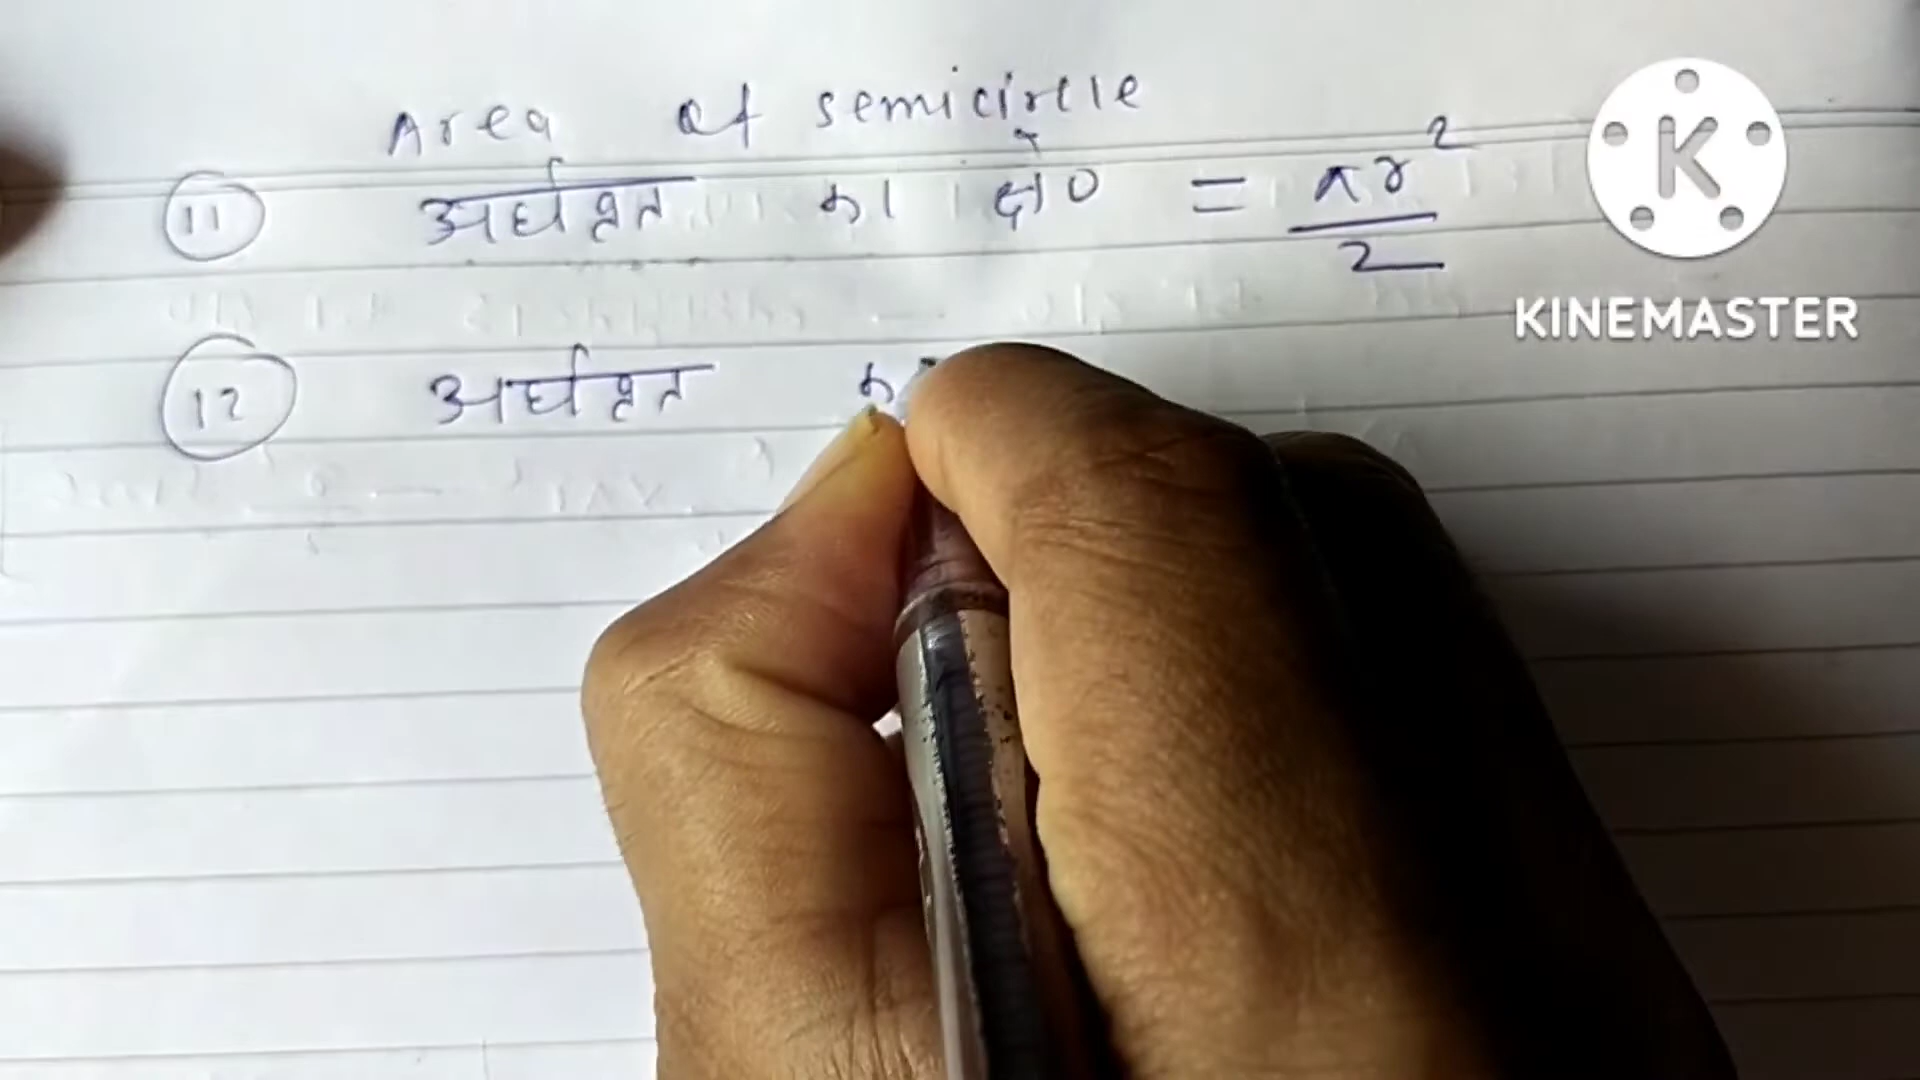 Area of semicircle
11 अर्धवृत का क्षे० = πr²/2
12 अर्धवृत
KINEMASTER